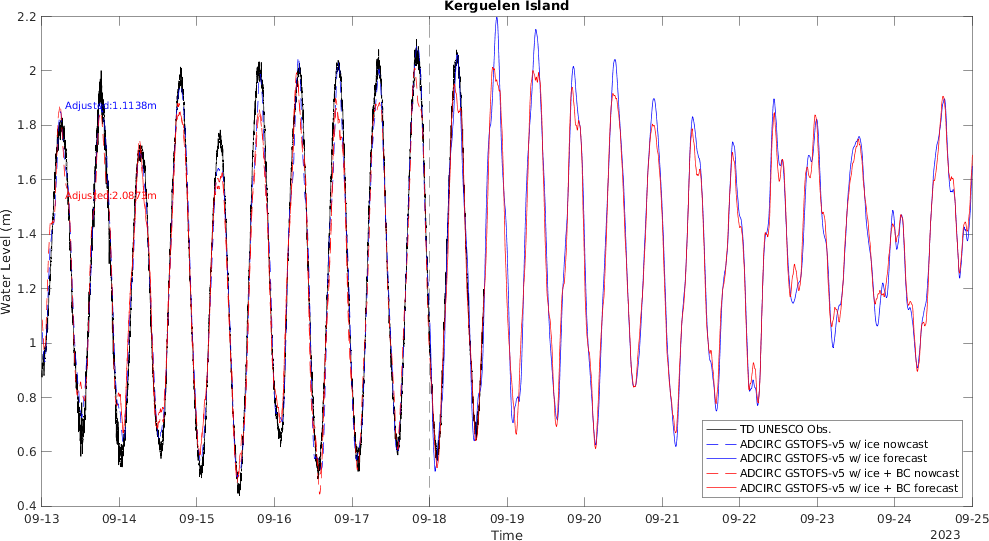 Kerguelen Island
2.2
2
1.8
1.6
1.4
1.2
1
0.8
0.6
0.4
Water Level (m)
Adjusted:1.1138m
Adjusted:2.0873m
TD UNESCO Obs.
ADCIRC GSTOFS-v5 w/ ice nowcast
ADCIRC GSTOFS-v5 w/ ice forecast
ADCIRC GSTOFS-v5 w/ ice + BC nowcast
ADCIRC GSTOFS-v5 w/ ice + BC forecast
09-13 09-14 09-15 09-16 09-17 09-18 09-19 09-20 09-21 09-22 09-23 09-24 09-25
Time
2023